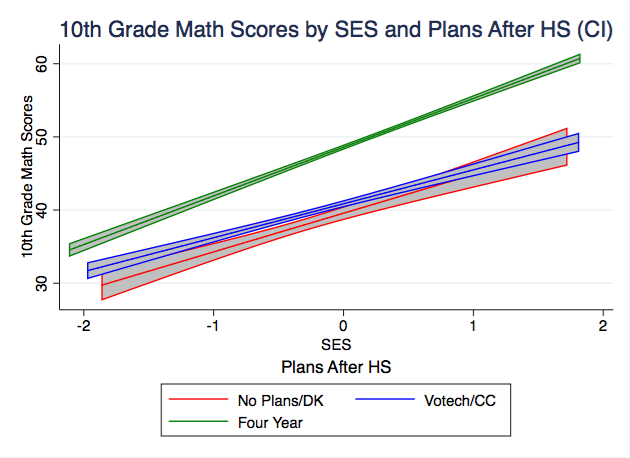 10th Grade Math Scores by SES and Plans After HS (CI)
10th Grade Math Scores
60
50
40
30
-2 -1 0 1 2
SES
Plans After HS
No Plans/DK Votech/CC
Four Year